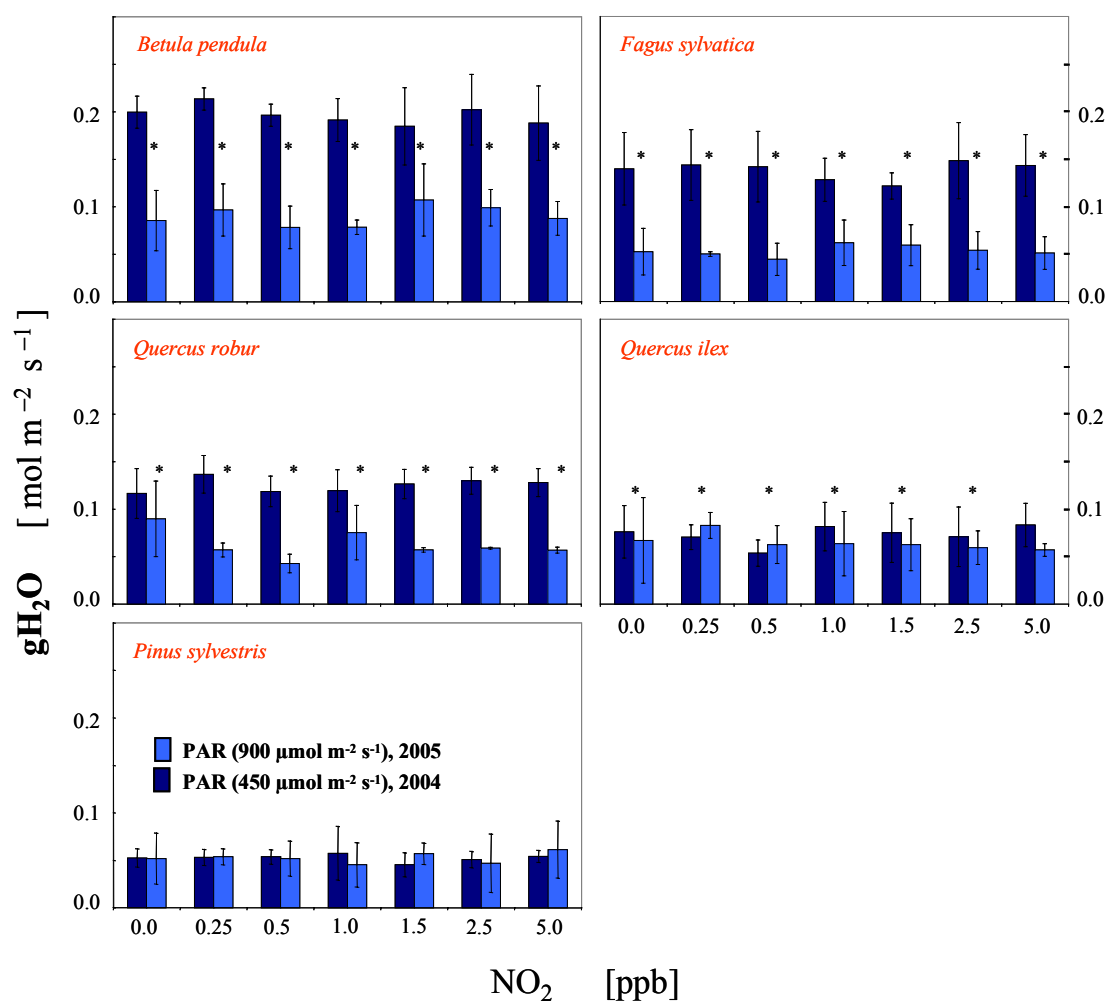 Betula pendula
Fagus sylvatica
0.2
0.1
0.0
* * * * * * *
* * * * * * *
0.2
0.1
0.0
Quercus robur
Quercus ilex
0.2
0.1
0.0
* * * * * * *
* * * * * *
0.2
0.1
0.0
0.0 0.25 0.5 1.0 1.5 2.5 5.0
Pinus sylvestris
0.2
0.1
0.0
PAR (900 μmol m⁻² s⁻¹), 2005
PAR (450 μmol m⁻² s⁻¹), 2004
0.0 0.25 0.5 1.0 1.5 2.5 5.0
gH₂O [ mol m⁻² s⁻¹]
NO₂ [ppb]